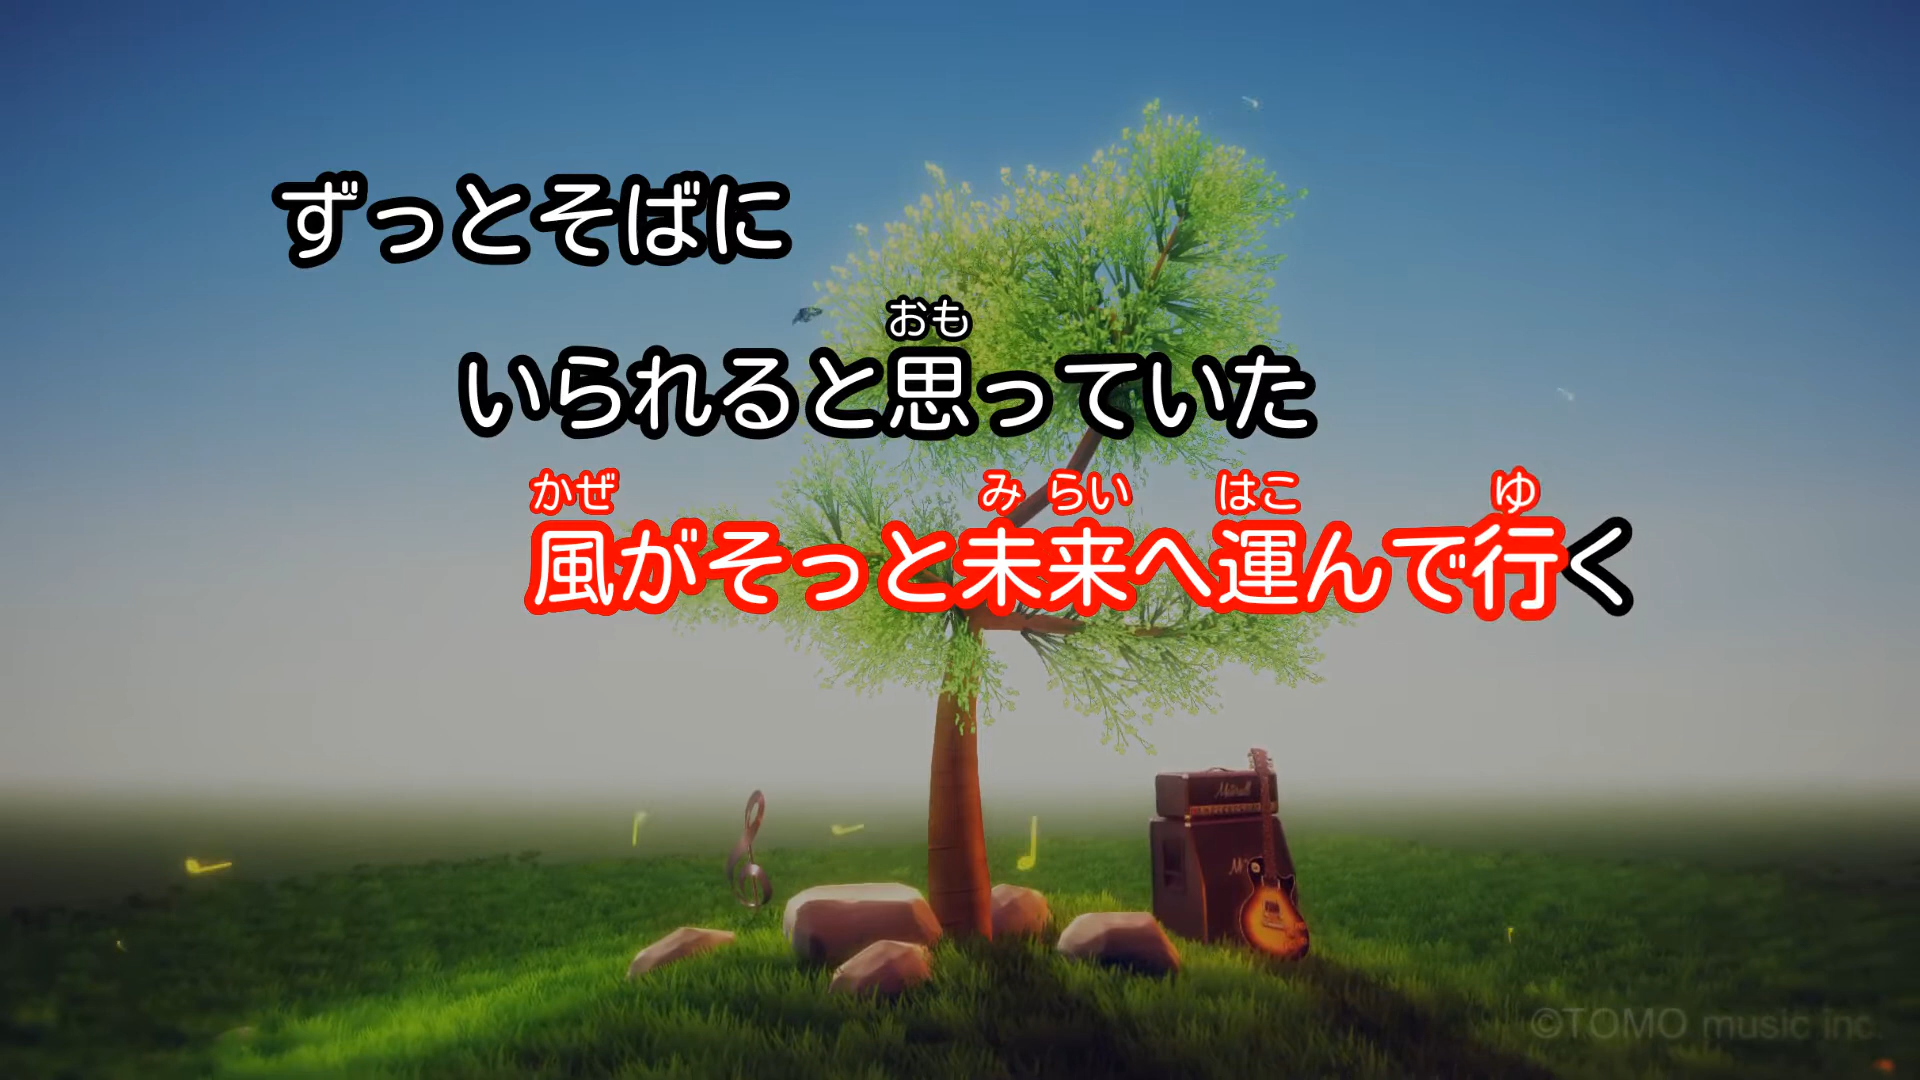 ずっとそばに
おも
いられると思っていた
かぜ みらい はこ ゆ
風がそっと未来へ運んで行く
©TOMO music inc.